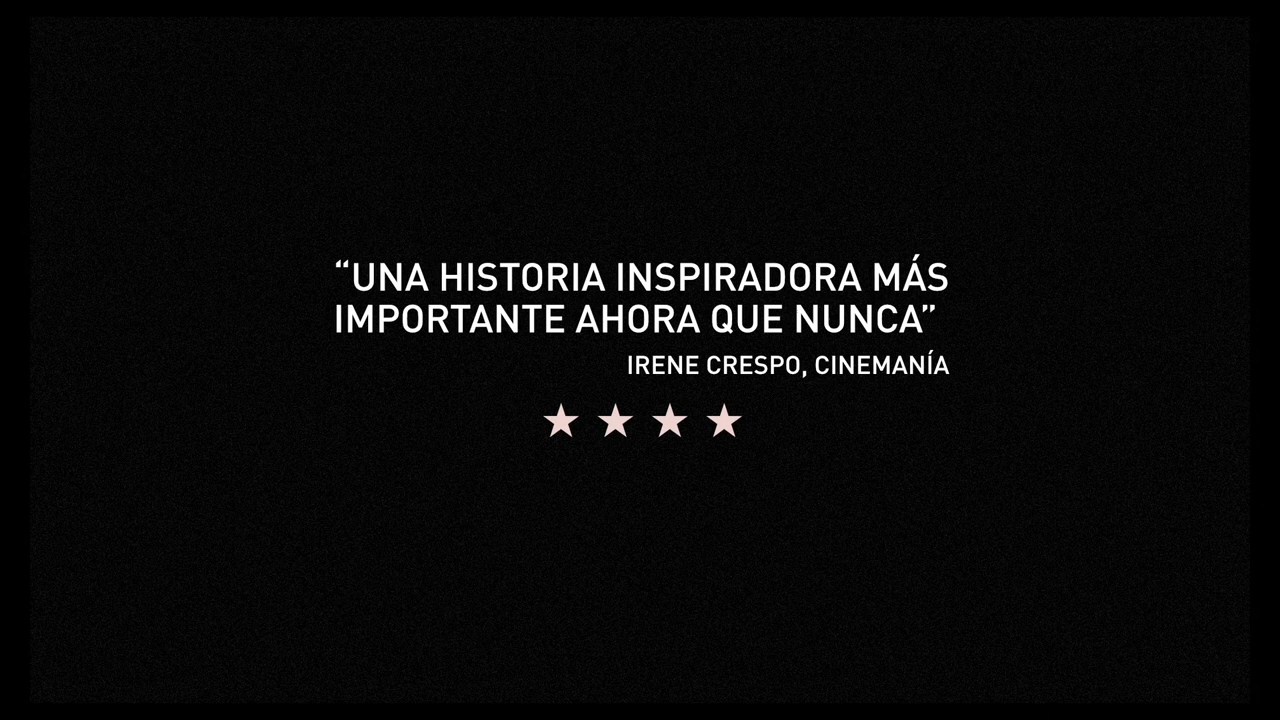 “UNA HISTORIA INSPIRADORA MÁS
IMPORTANTE AHORA QUE NUNCA”
IRENE CRESPO, CINEMANÍA